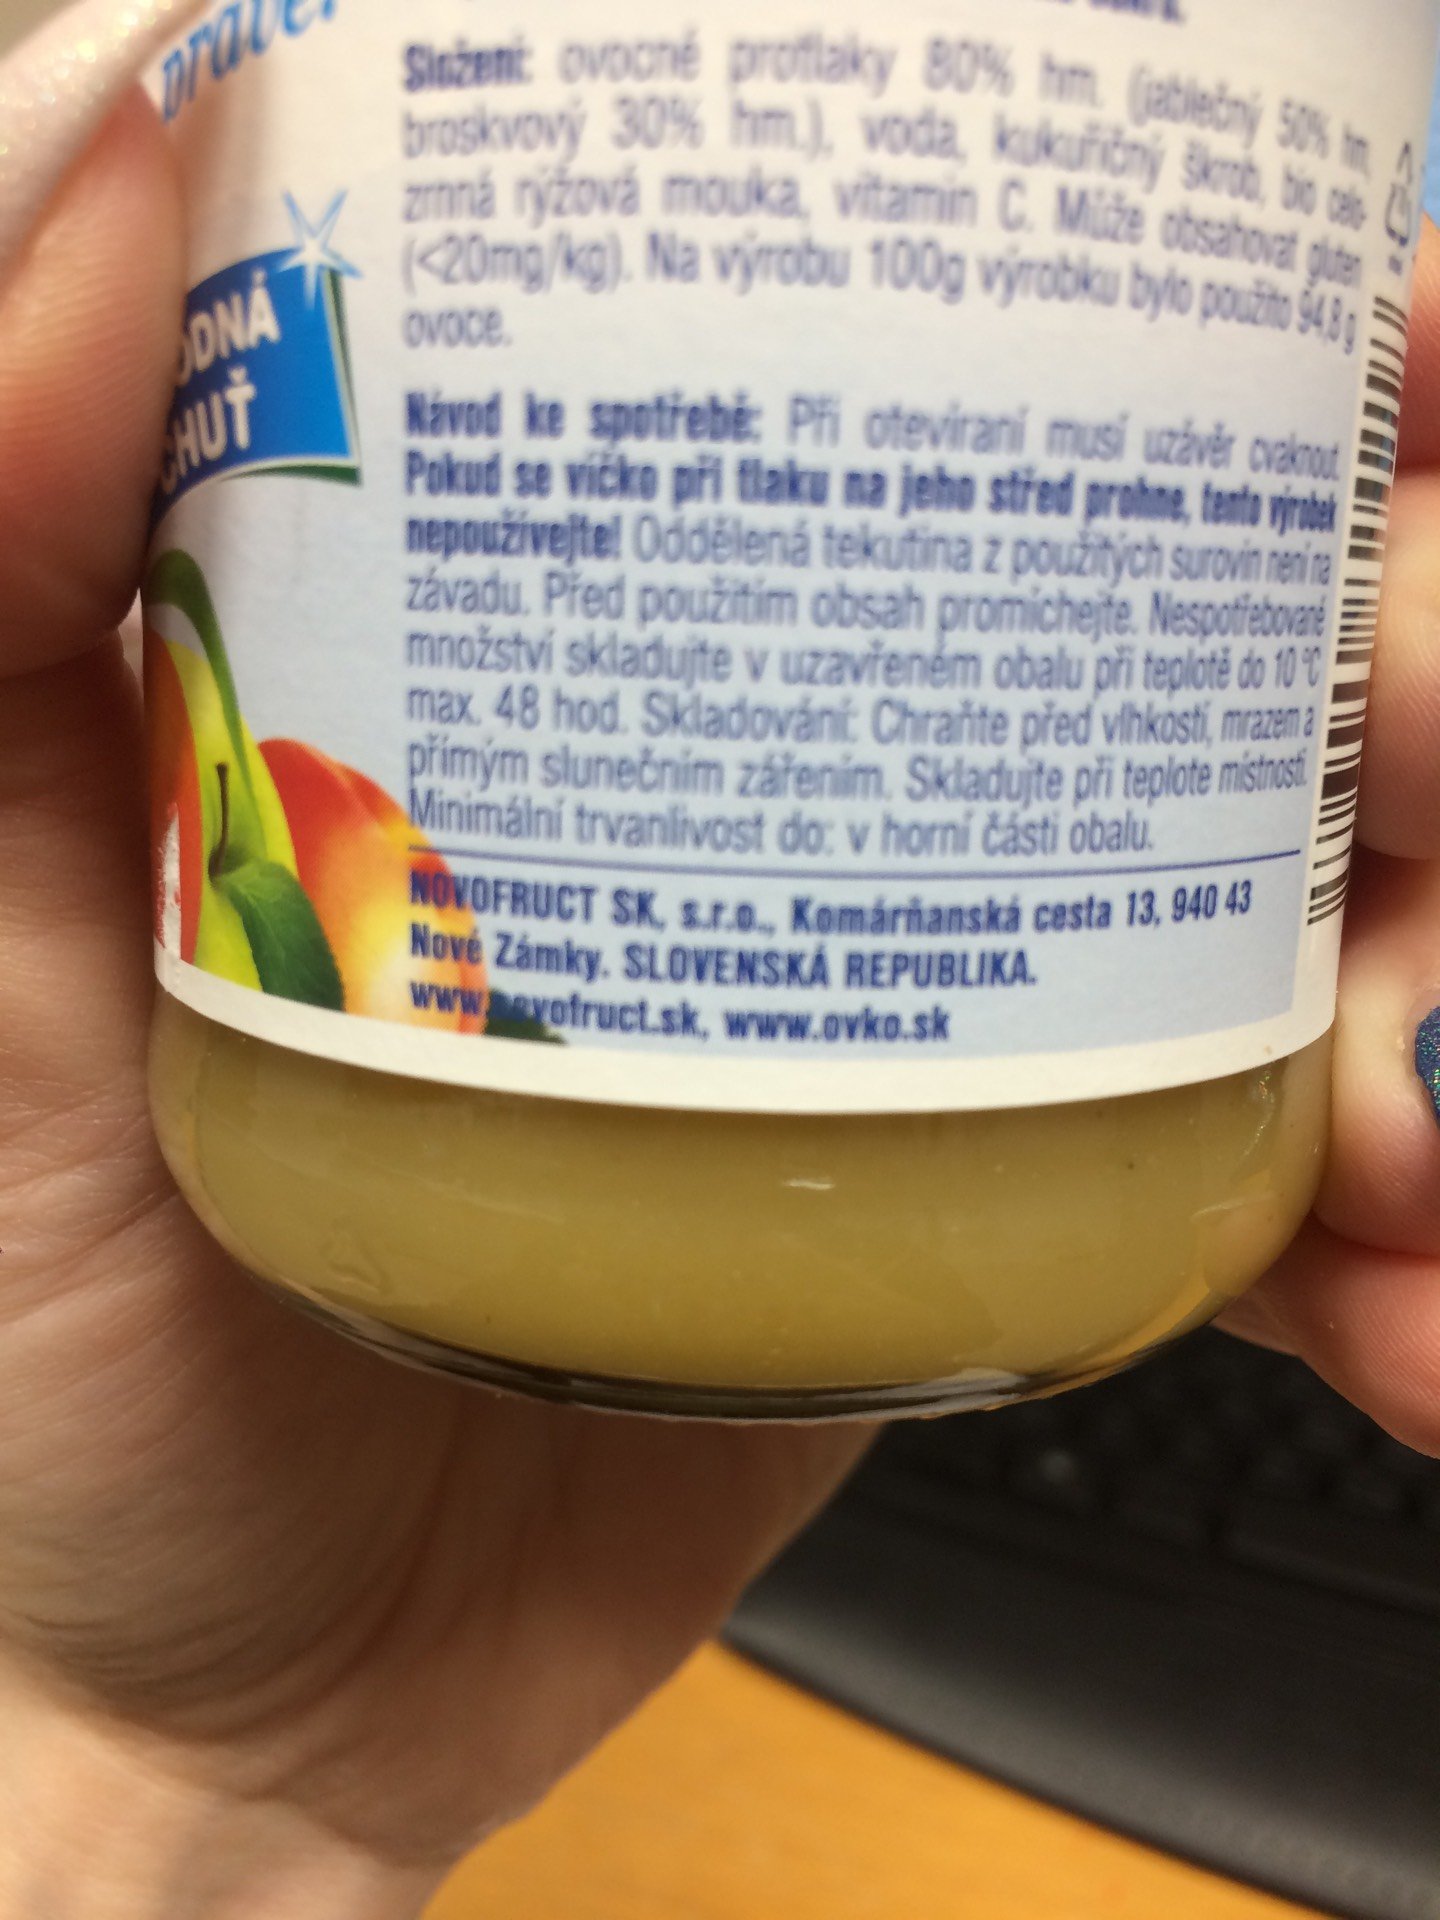 Složení: ovocné protlaky 80% hm. (jablečný 50% hm,
broskvový 30% hm.), voda, kukuřičný škrob, bio celo-
zrnná rýžová mouka, vitamin C. Může obsahovat gluten
(<20mg/kg). Na výrobu 100g výrobku bylo použito 94,8 g
ovoce.
ODNÁ
CHUŤ
Návod ke spotřebě: Při otevíraní musí uzávěr cvaknout.
Pokud se víčko při tlaku na jeho střed prohne, tento výrobek
nepoužívejte! Oddělená tekutina z použitých surovin není na
závadu. Před použitím obsah promíchejte. Nespotřebované
množství skladujte v uzavřeném obalu při teplotě do 10 °C
max. 48 hod. Skladování: Chraňte před vlhkostí, mrazem a
přímým slunečním zářením. Skladujte při teplote místnosti.
Minimální trvanlivost do: v horní části obalu.
NOVOFRUCT SK, s.r.o., Komárňanská cesta 13, 940 43
Nové Zámky. SLOVENSKÁ REPUBLIKA.
www.novofruct.sk, www.ovko.sk